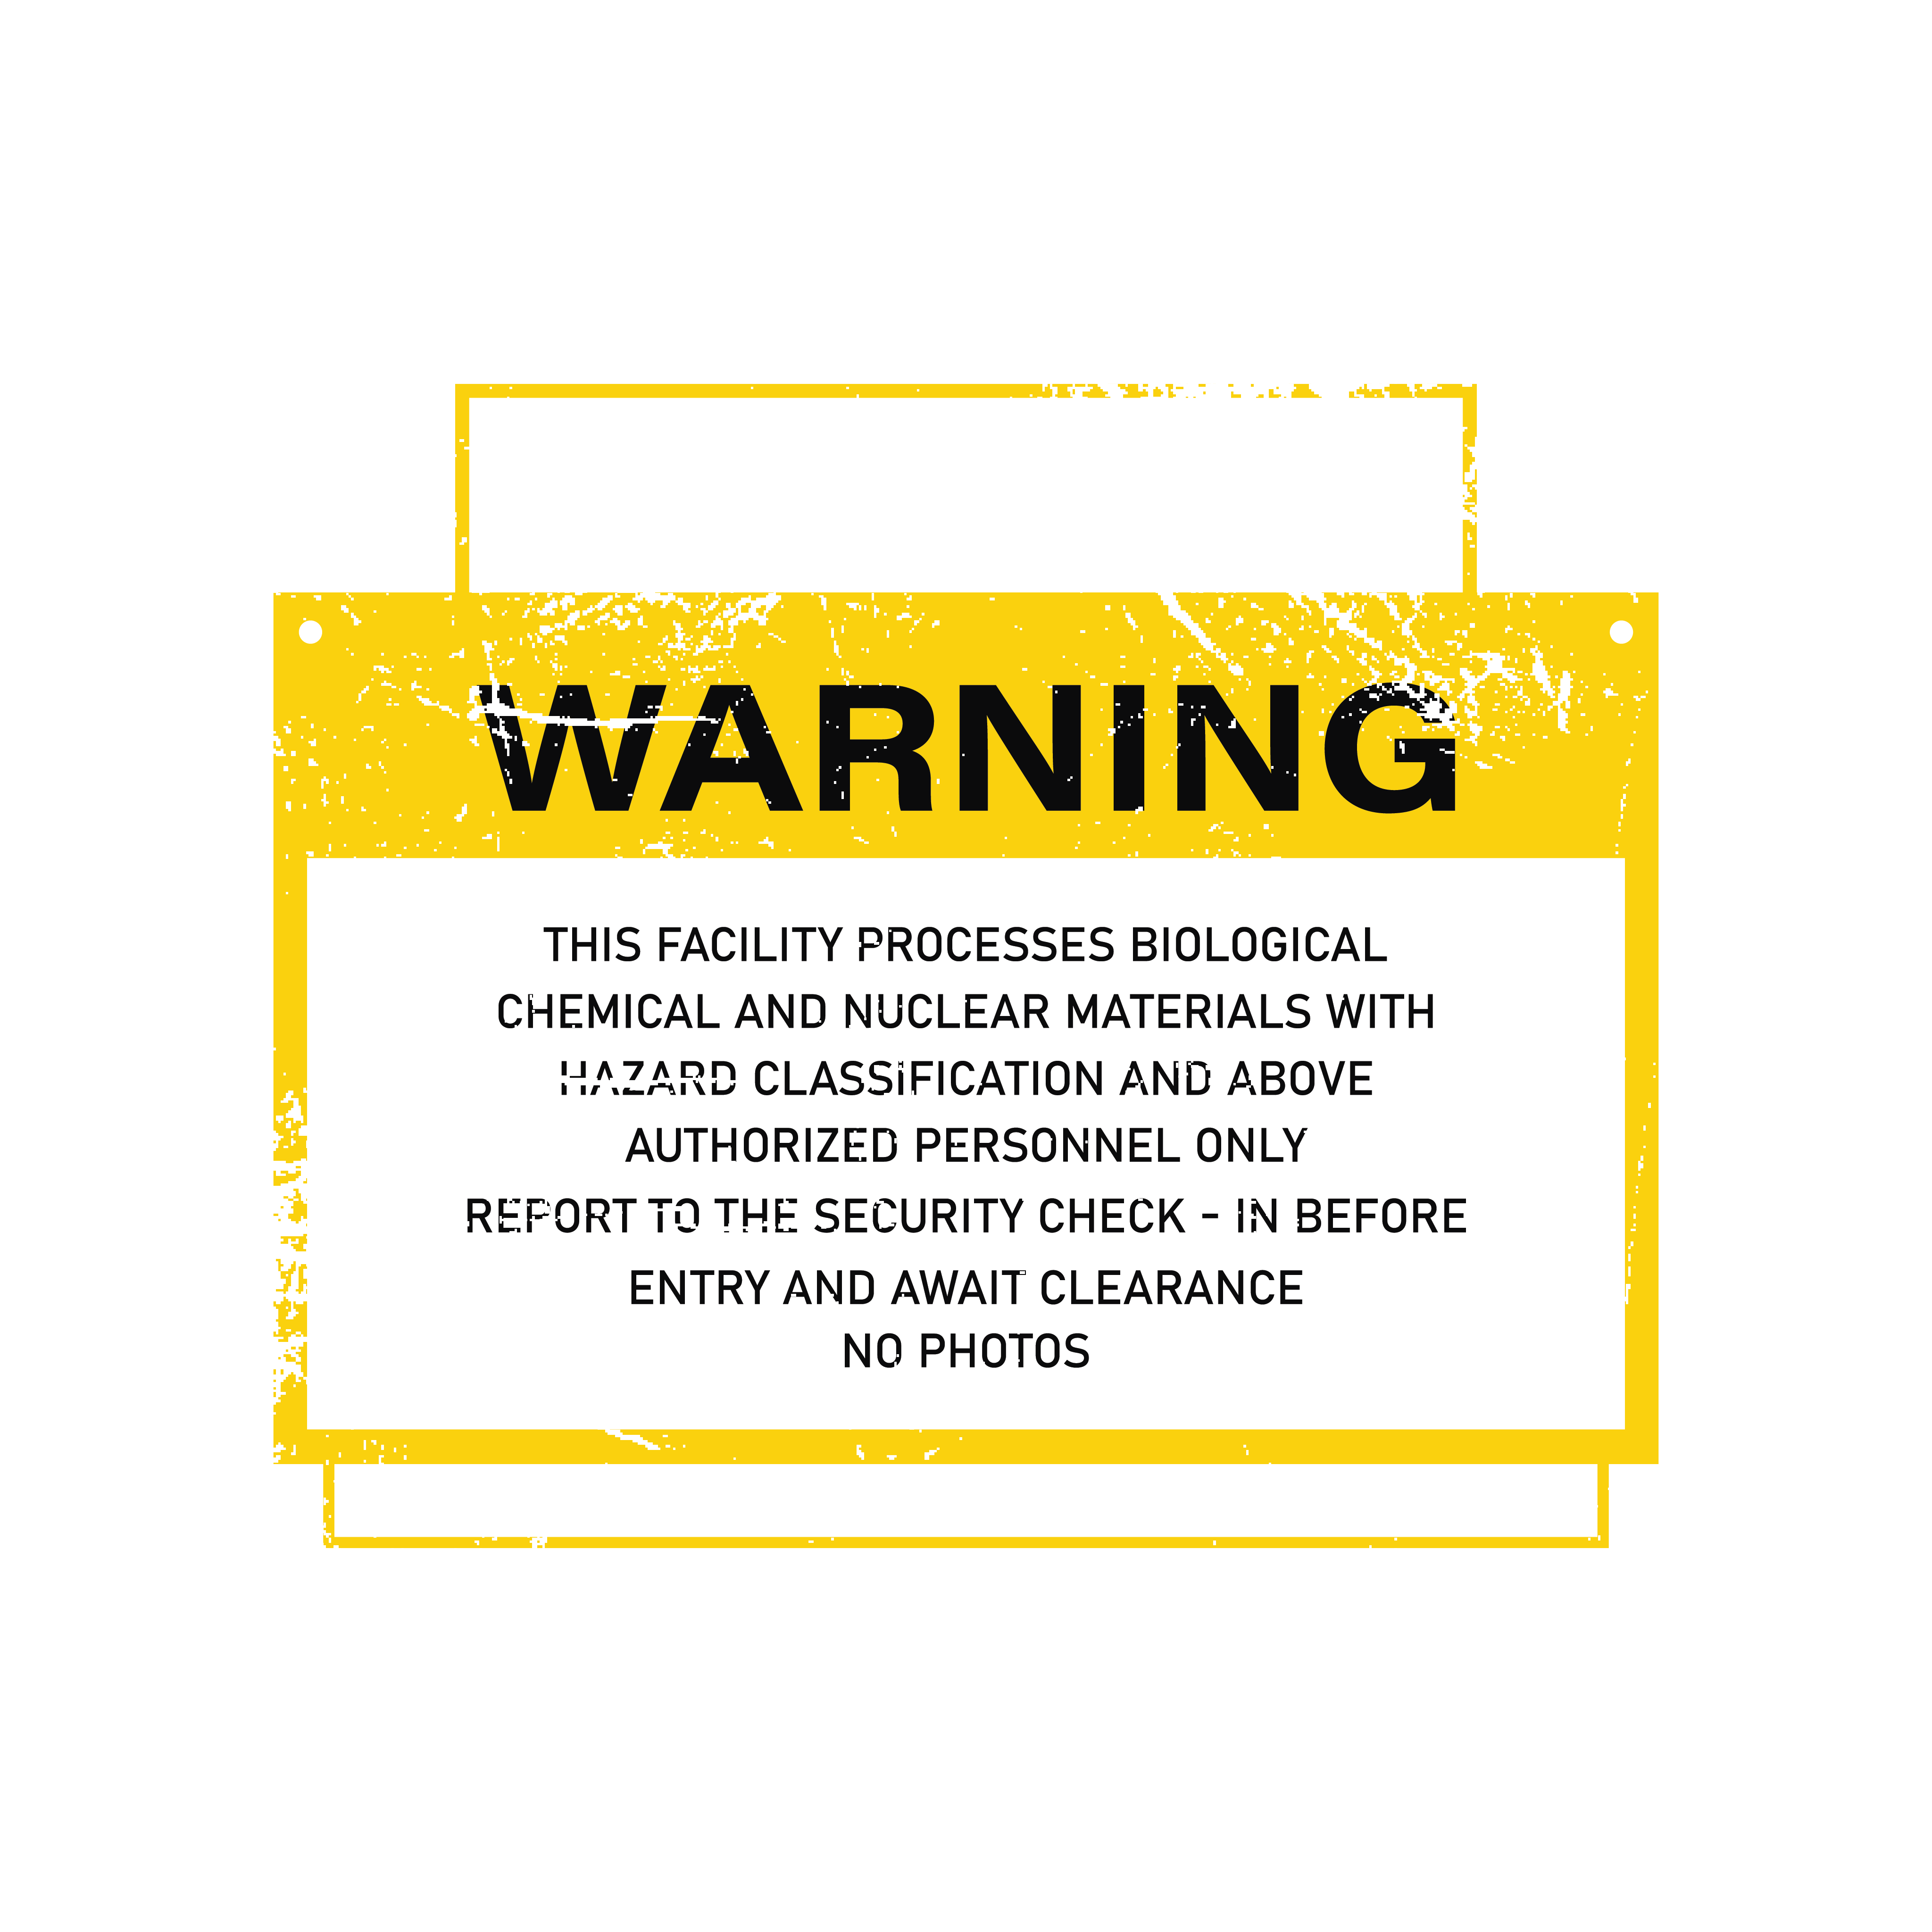 WARNING
THIS FACILITY PROCESSES BIOLOGICAL
CHEMICAL AND NUCLEAR MATERIALS WITH
HAZARD CLASSIFICATION AND ABOVE
AUTHORIZED PERSONNEL ONLY
REPORT TO THE SECURITY CHECK - IN BEFORE
ENTRY AND AWAIT CLEARANCE
NO PHOTOS